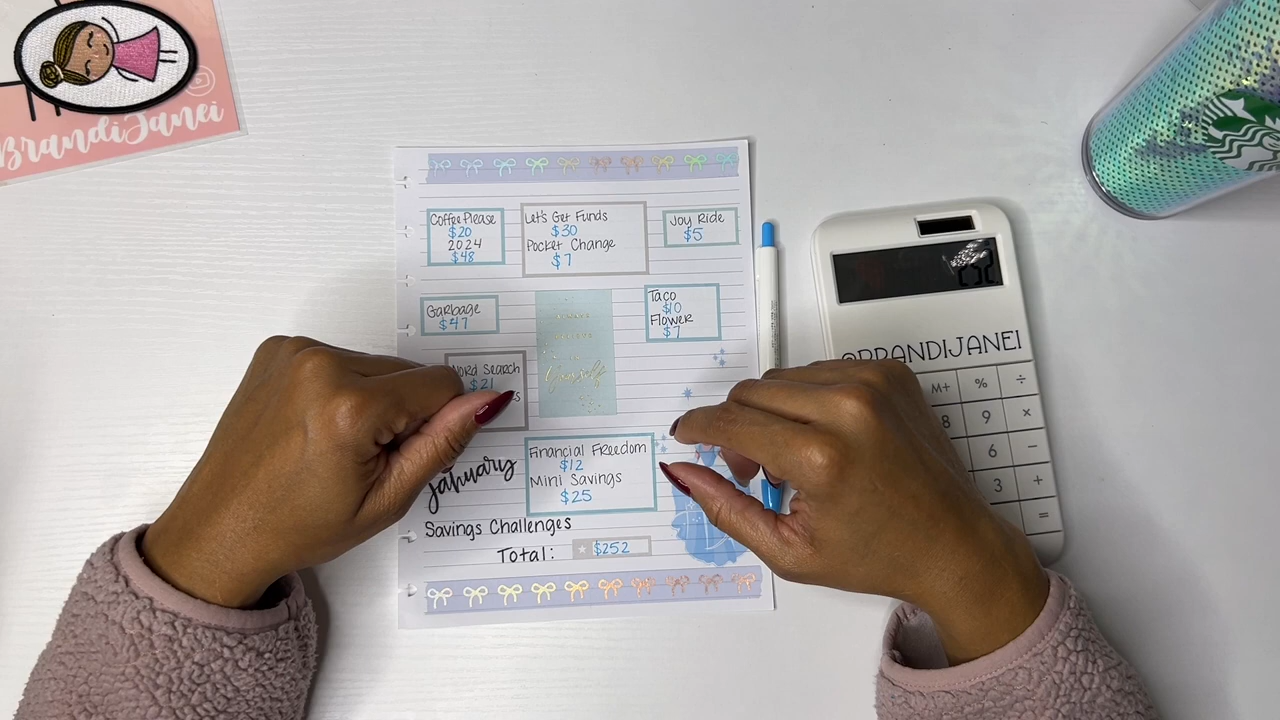 BrandiJanei
Coffee Please
$20
2024
$48
Let's Get Funds
$30
Pocket Change
$7
Joy Ride
$5
Garbage
$47
Taco
$10
Flower
$7
Word Search
$21
Yourself
Financial Freedom
$12
Mini Savings
$25
January
Savings Challenges
Total: $252
252
@BRANDIJANEI
M+ % ÷
8 9 ×
6 −
3 +
=